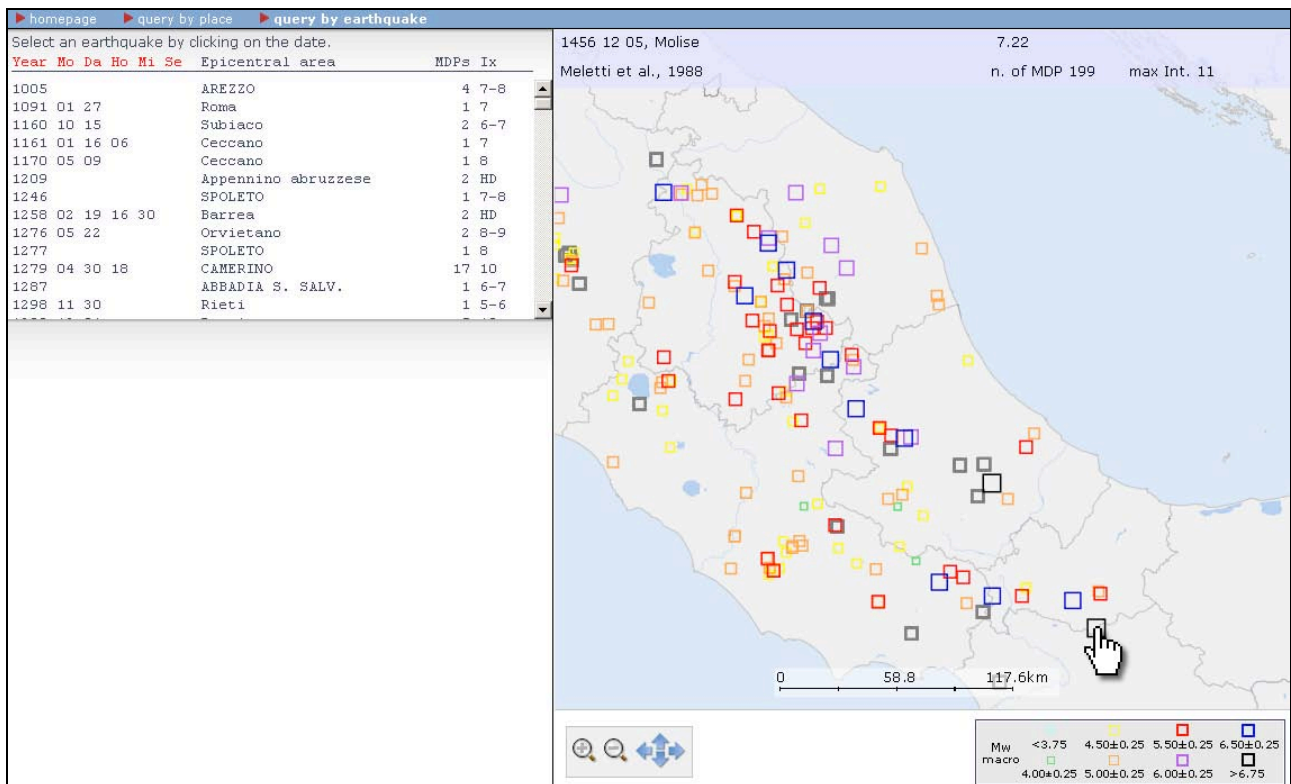 homepage query by place query by earthquake
Select an earthquake by clicking on the date.
Year Mo Da Ho Mi Se Epicentral area MDPs Ix
1005 AREZZO 4 7-8
1091 01 27 Roma 1 7
1160 10 15 Subiaco 2 6-7
1161 01 16 06 Ceccano 1 7
1170 05 09 Ceccano 1 8
1209 Appennino abruzzese 2 HD
1246 SPOLETO 1 7-8
1258 02 19 16 30 Barrea 2 HD
1276 05 22 Orvietano 2 8-9
1277 SPOLETO 1 8
1279 04 30 18 CAMERINO 17 10
1287 ABBADIA S. SALV. 1 6-7
1298 11 30 Rieti 1 5-6
1456 12 05, Molise 7.22
Meletti et al., 1988 n. of MDP 199 max Int. 11
0 58.8 117.6km
Mw macro
<3.75 4.50±0.25 5.50±0.25 6.50±0.25
4.00±0.25 5.00±0.25 6.00±0.25 >6.75